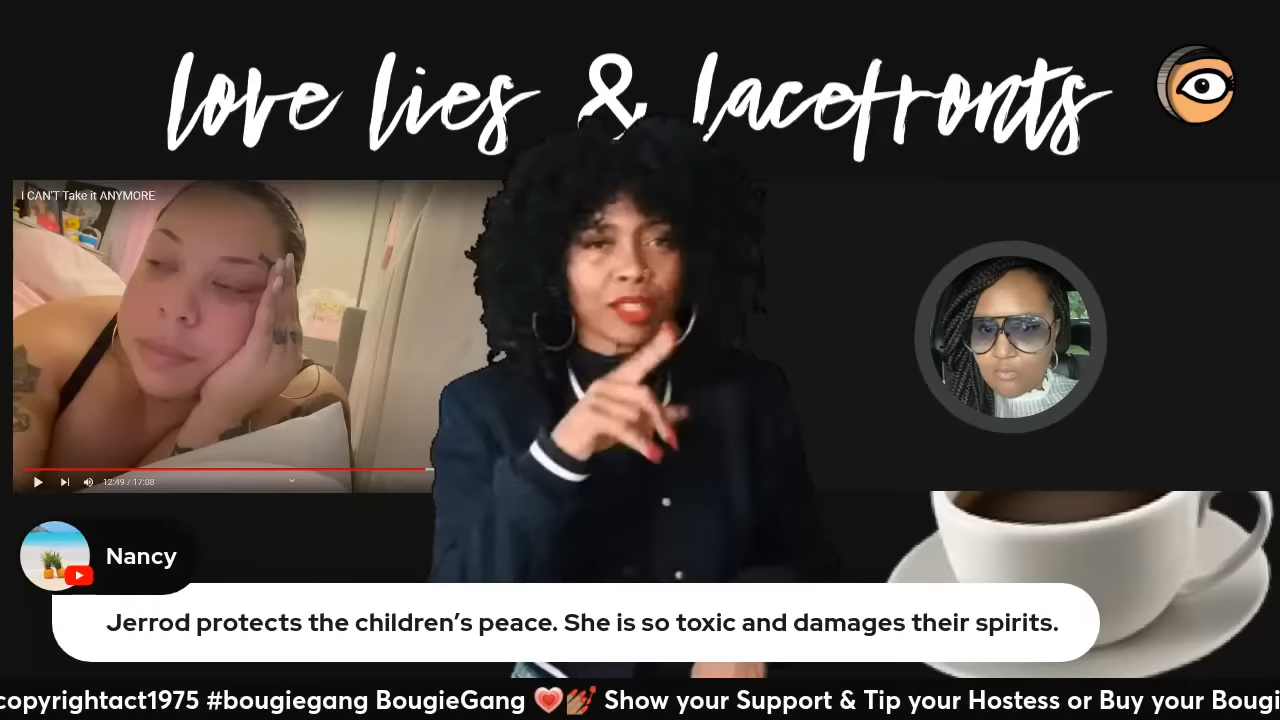 love lies & lacefronts
I CAN'T Take it ANYMORE
12:49 / 17:08
Nancy
Jerrod protects the children's peace. She is so toxic and damages their spirits.
copyrightact1975 #bougiegang BougieGang 💗💅🏾 Show your Support & Tip your Hostess or Buy your Bougi